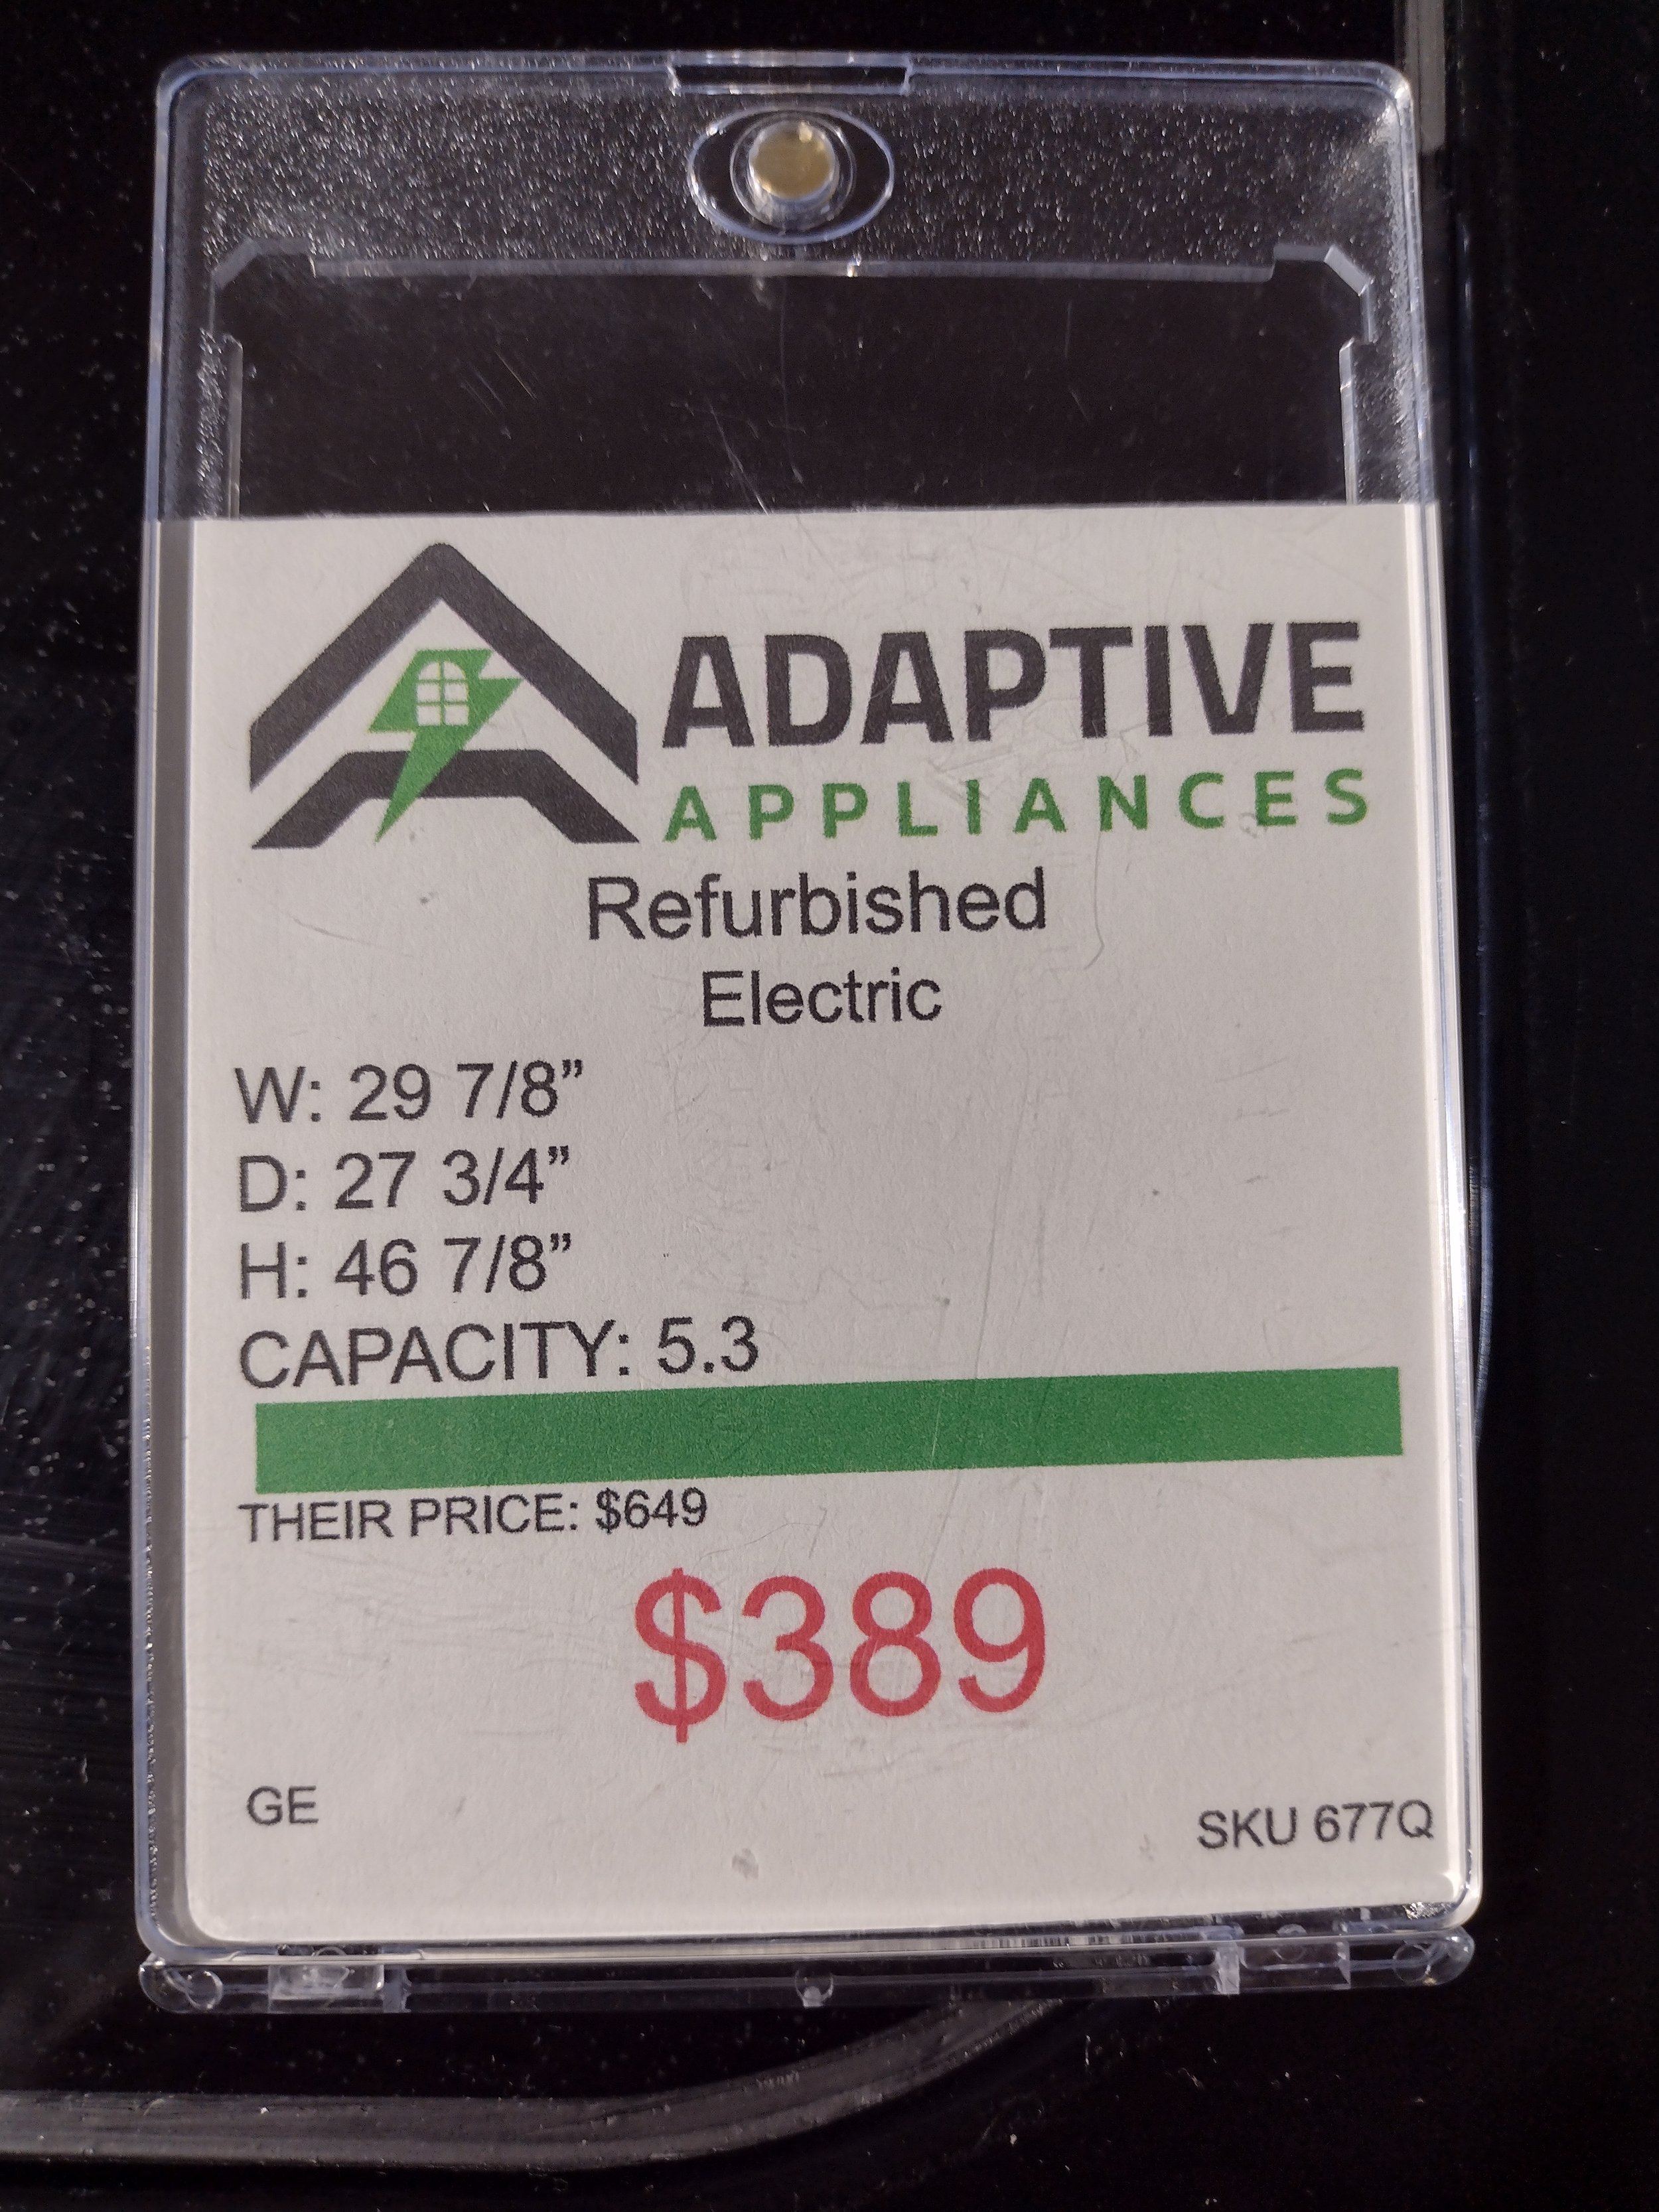 ADAPTIVE
APPLIANCES
Refurbished
Electric
W: 29 7/8”
D: 27 3/4”
H: 46 7/8”
CAPACITY: 5.3
THEIR PRICE: $649
$389
GE
SKU 677Q